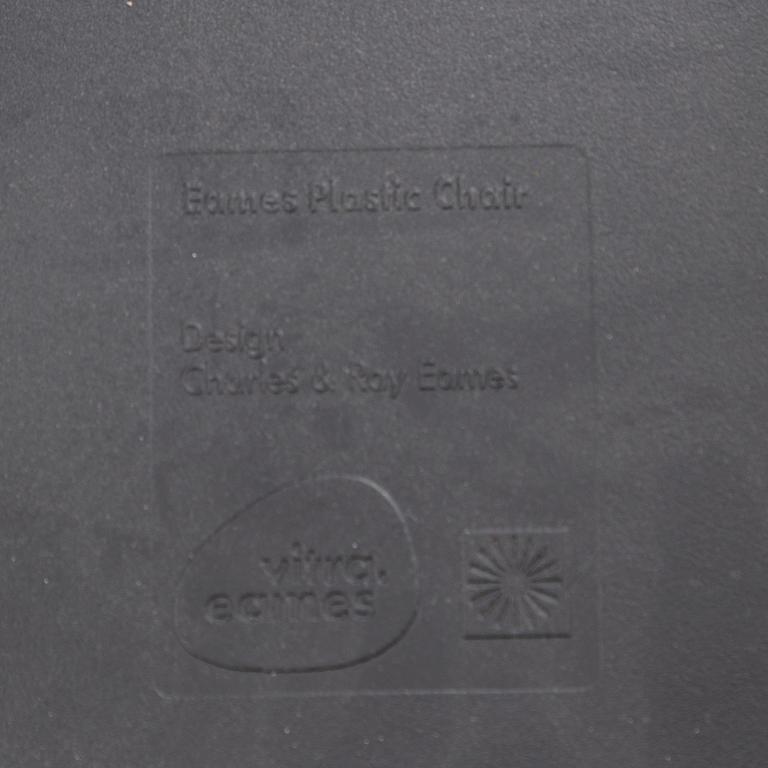 Eames Plastic Chair
Design
Charles & Ray Eames
vitra.
eames